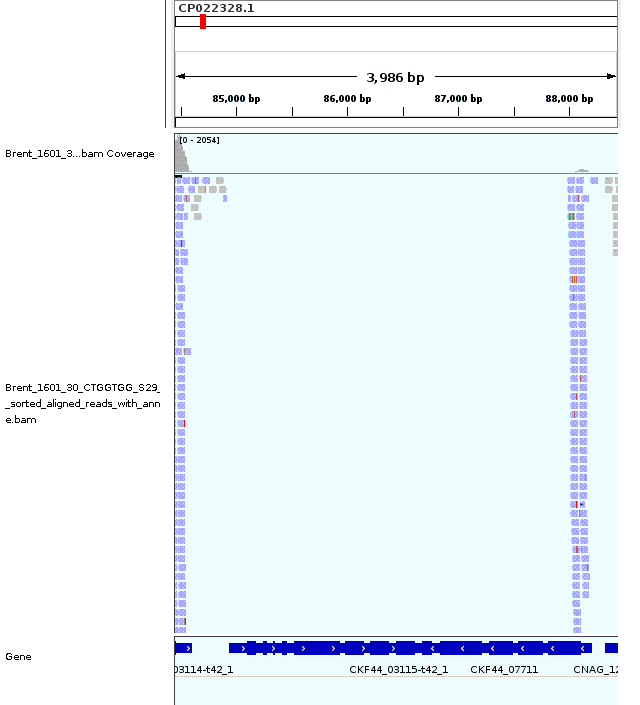 CP022328.1
3,986 bp
85,000 bp 86,000 bp 87,000 bp 88,000 bp
[0 - 2054]
Brent_1601_3...bam Coverage
Brent_1601_30_CTGGTGG_S29_
_sorted_aligned_reads_with_ann
e.bam
Gene
03114-t42_1 CKF44_03115-t42_1 CKF44_07711 CNAG_12